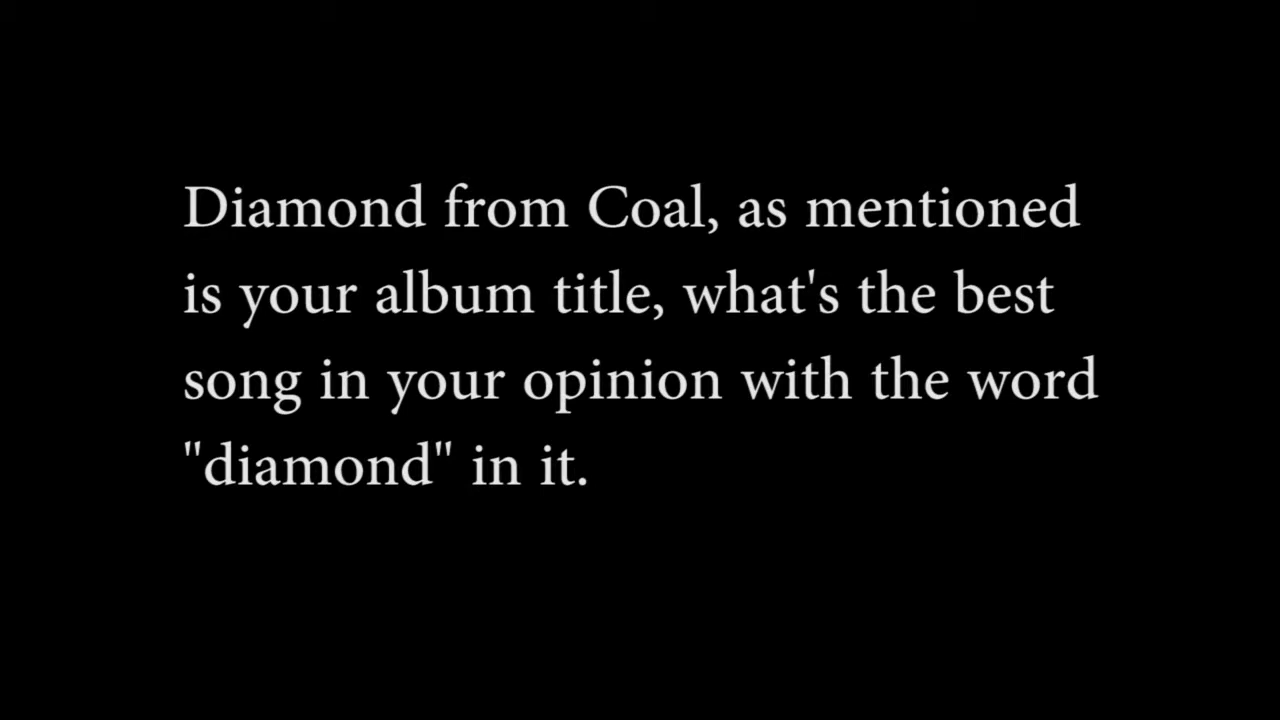 Diamond from Coal, as mentioned
is your album title, what's the best
song in your opinion with the word
"diamond" in it.